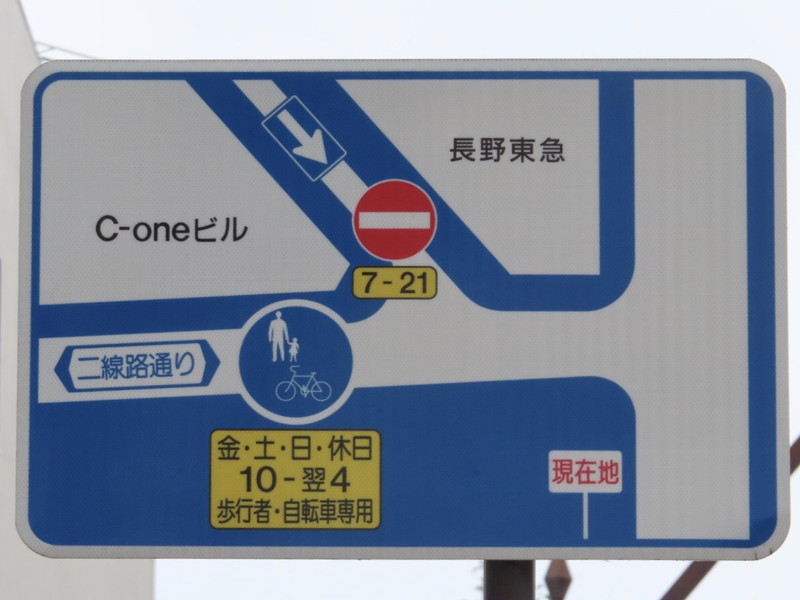 長野東急
C-oneビル
7-21
二線路通り
金・土・日・休日
10-翌4
歩行者・自転車専用
現在地